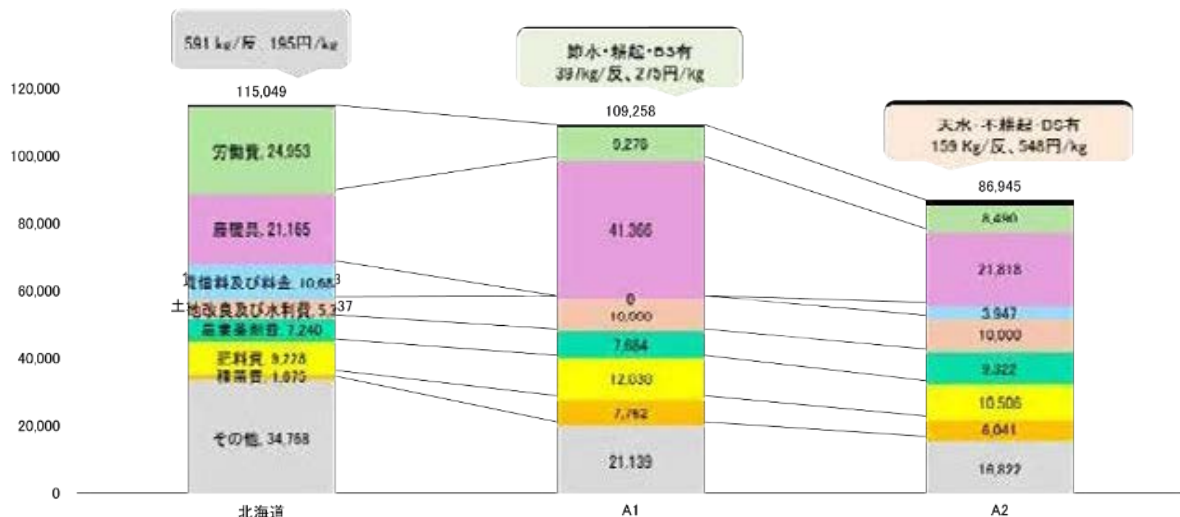 591 kg/反、195円/kg
節水・耕起・BS有
397kg/反、275円/kg
天水・不耕起・BS有
159 Kg/反、548円/kg
120,000
100,000
80,000
60,000
40,000
20,000
0
115,049
労働費, 24,953
農機具, 21,165
賃借料及び料金, 10,683
土地改良及び水利費, 5,337
農業薬剤費, 7,240
肥料費, 9,228
種苗費, 1,675
その他, 34,768
北海道
109,258
9,276
41,366
0
10,000
7,684
12,030
7,762
21,139
A1
86,945
8,490
21,818
3,947
10,000
9,322
10,506
6,041
16,822
A2